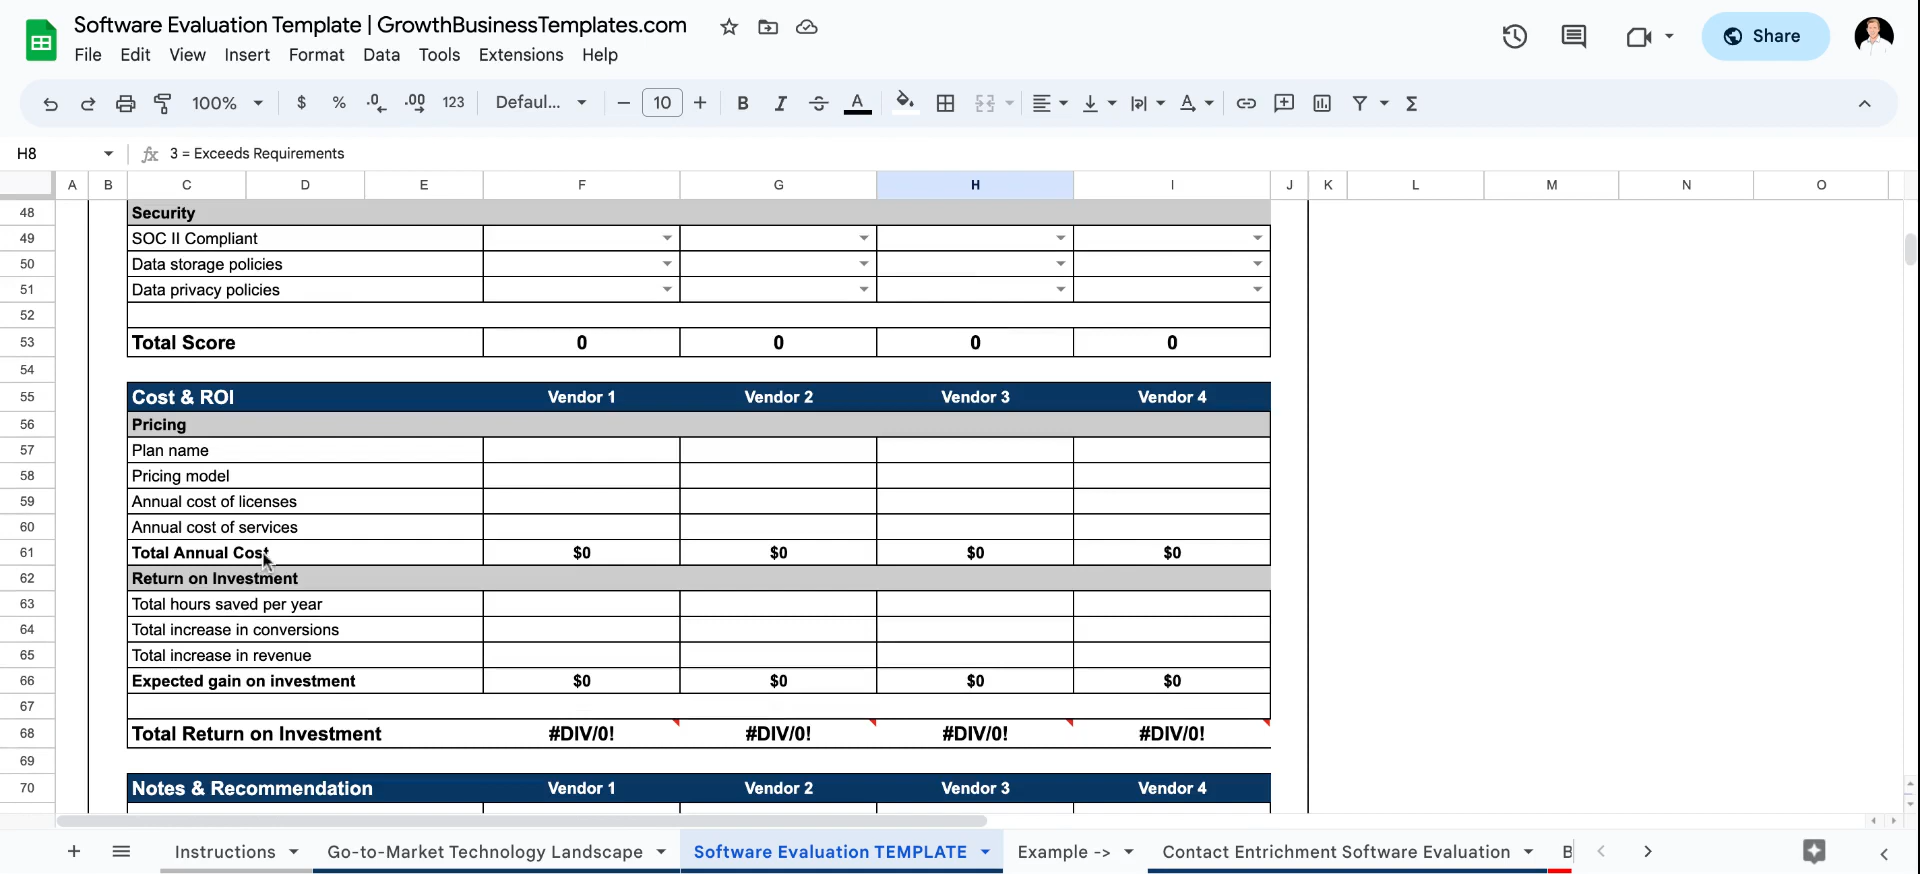 Software Evaluation Template | GrowthBusinessTemplates.com
File Edit View Insert Format Data Tools Extensions Help
Share
100% $ % .0 .00 123 Defaul... 10 B I S A
H8 fx 3 = Exceeds Requirements
A B C D E F G H I J K L M N O
48 Security
49 SOC II Compliant
50 Data storage policies
51 Data privacy policies
52
53 Total Score 0 0 0 0
54
55 Cost & ROI Vendor 1 Vendor 2 Vendor 3 Vendor 4
56 Pricing
57 Plan name
58 Pricing model
59 Annual cost of licenses
60 Annual cost of services
61 Total Annual Cost $0 $0 $0 $0
62 Return on Investment
63 Total hours saved per year
64 Total increase in conversions
65 Total increase in revenue
66 Expected gain on investment $0 $0 $0 $0
67
68 Total Return on Investment #DIV/0! #DIV/0! #DIV/0! #DIV/0!
69
70 Notes & Recommendation Vendor 1 Vendor 2 Vendor 3 Vendor 4
Instructions Go-to-Market Technology Landscape Software Evaluation TEMPLATE Example -> Contact Entrichment Software Evaluation B